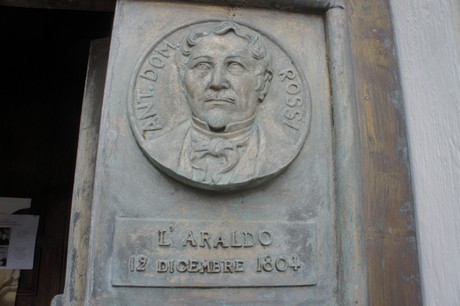 ANT. DOM. ROSSI
L'ARALDO
12 DICEMBRE 1804